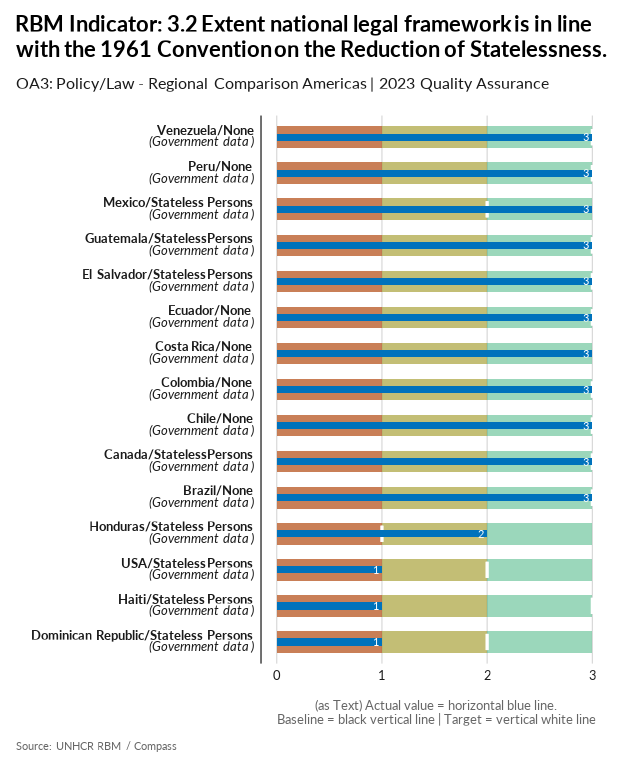 RBM Indicator: 3.2 Extent national legal framework is in line
with the 1961 Convention on the Reduction of Statelessness.
OA3: Policy/Law - Regional Comparison Americas | 2023 Quality Assurance
Venezuela/None
(Government data)
3
Peru/None
(Government data)
3
Mexico/Stateless Persons
(Government data)
3
Guatemala/Stateless Persons
(Government data)
3
El Salvador/Stateless Persons
(Government data)
3
Ecuador/None
(Government data)
3
Costa Rica/None
(Government data)
3
Colombia/None
(Government data)
3
Chile/None
(Government data)
3
Canada/Stateless Persons
(Government data)
3
Brazil/None
(Government data)
3
Honduras/Stateless Persons
(Government data)
2
USA/Stateless Persons
(Government data)
1
Haiti/Stateless Persons
(Government data)
1
Dominican Republic/Stateless Persons
(Government data)
1
0 1 2 3
(as Text) Actual value = horizontal blue line.
Baseline = black vertical line | Target = vertical white line
Source: UNHCR RBM / Compass